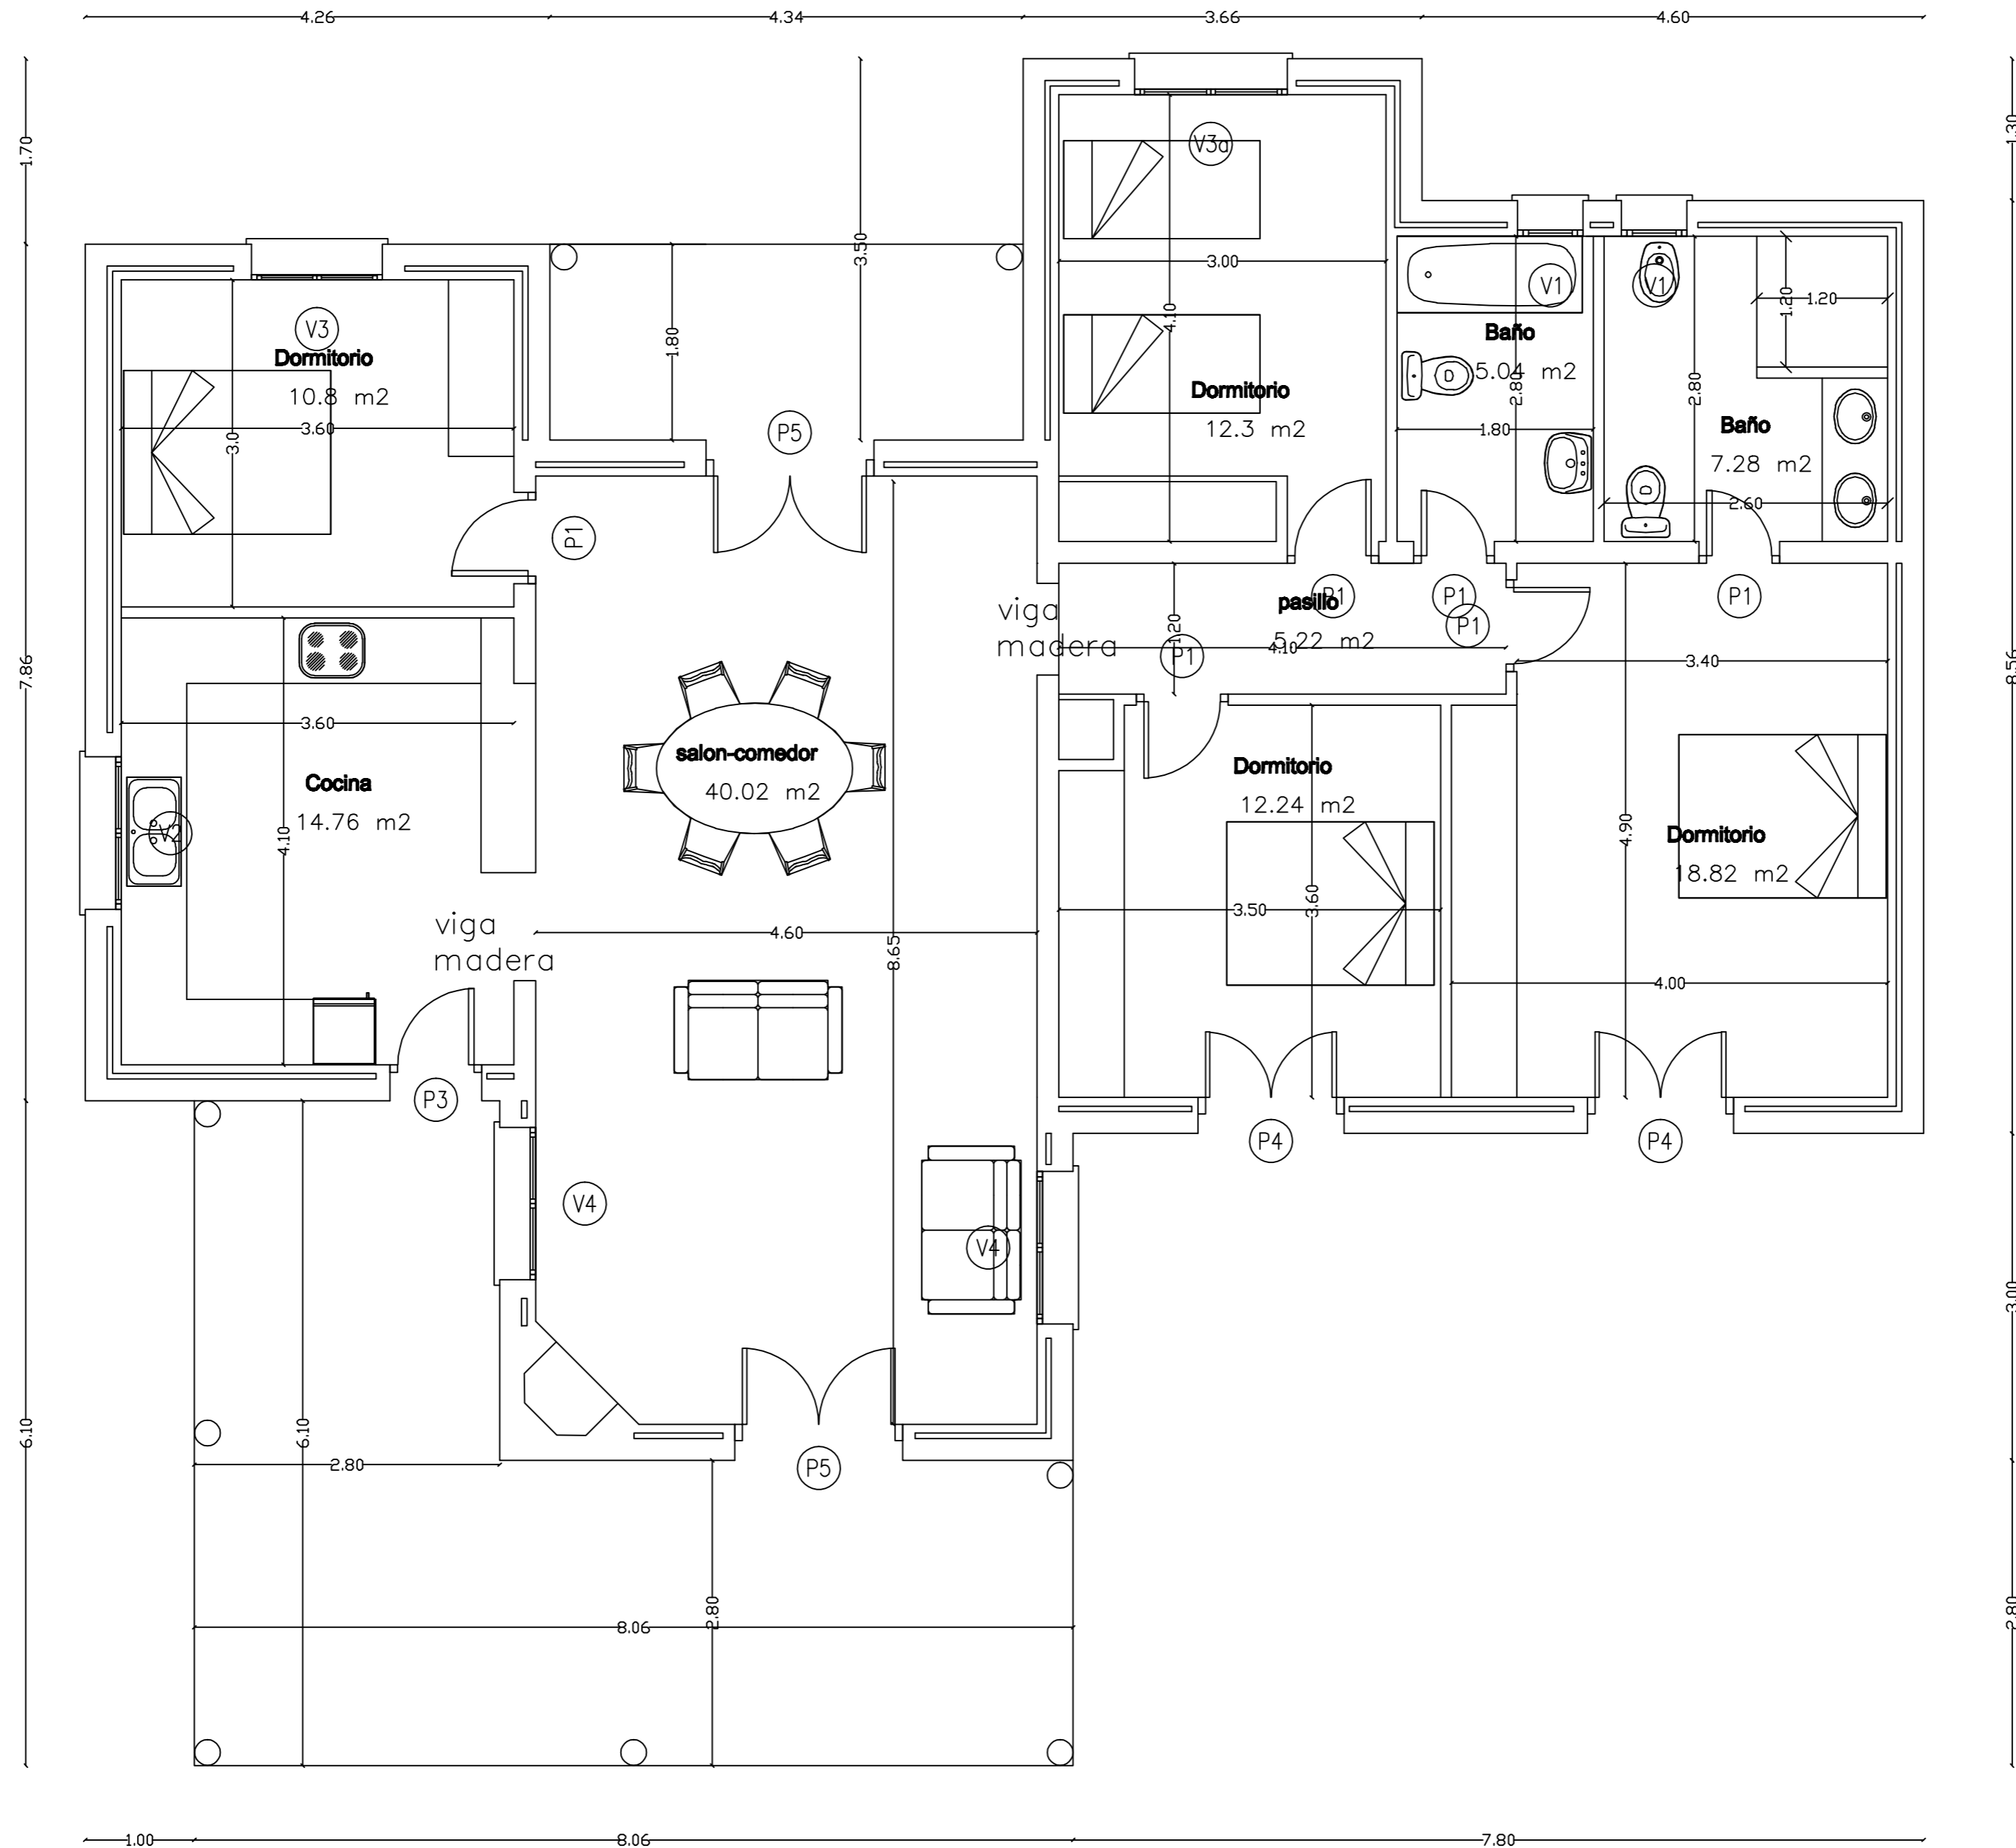 4.26
4.34
3.66
4.60
1.70
3.50
1.30
V3a
3.00
4.10
V3
Dormitorio
10.8 m2
3.60
3.0
1.80
P5
Dormitorio
12.3 m2
V1
Baño
5.04 m2
2.80
1.80
V1
1.20
1.20
2.80
Baño
7.28 m2
2.60
P1
viga
madera
pasillo
5.22 m2
1.20
4.10
P1
P1
P1
P1
P1
3.40
7.86
8.56
3.60
Cocina
14.76 m2
V2
4.10
salon-comedor
40.02 m2
Dormitorio
12.24 m2
3.50
3.60
Dormitorio
18.82 m2
4.90
4.00
viga
madera
4.60
8.65
P3
P4
P4
V4
V4
3.00
6.10
6.10
2.80
P5
2.80
2.80
8.06
1.00
8.06
7.80